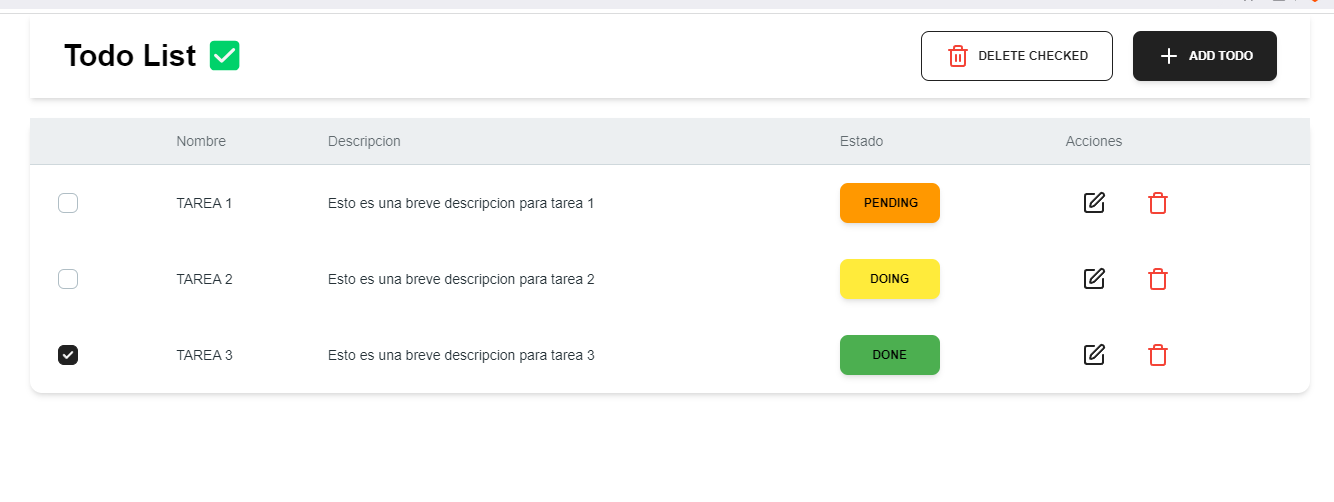 Todo List ✅
DELETE CHECKED
ADD TODO
Nombre Descripcion Estado Acciones
TAREA 1 Esto es una breve descripcion para tarea 1 PENDING
TAREA 2 Esto es una breve descripcion para tarea 2 DOING
TAREA 3 Esto es una breve descripcion para tarea 3 DONE